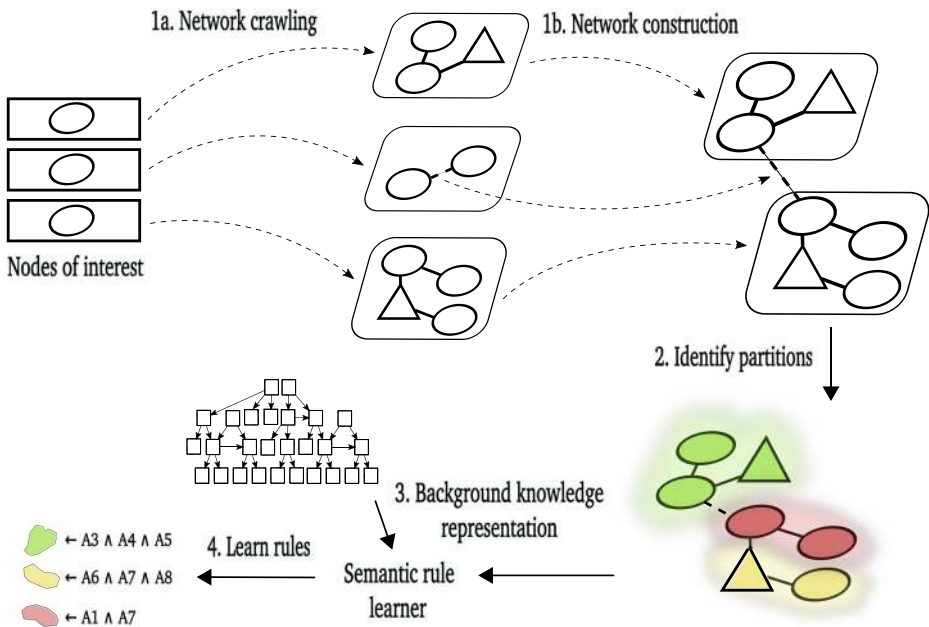 1a. Network crawling
1b. Network construction
Nodes of interest
2. Identify partitions
3. Background knowledge
representation
4. Learn rules
Semantic rule
learner
← A3 ∧ A4 ∧ A5
← A6 ∧ A7 ∧ A8
← A1 ∧ A7